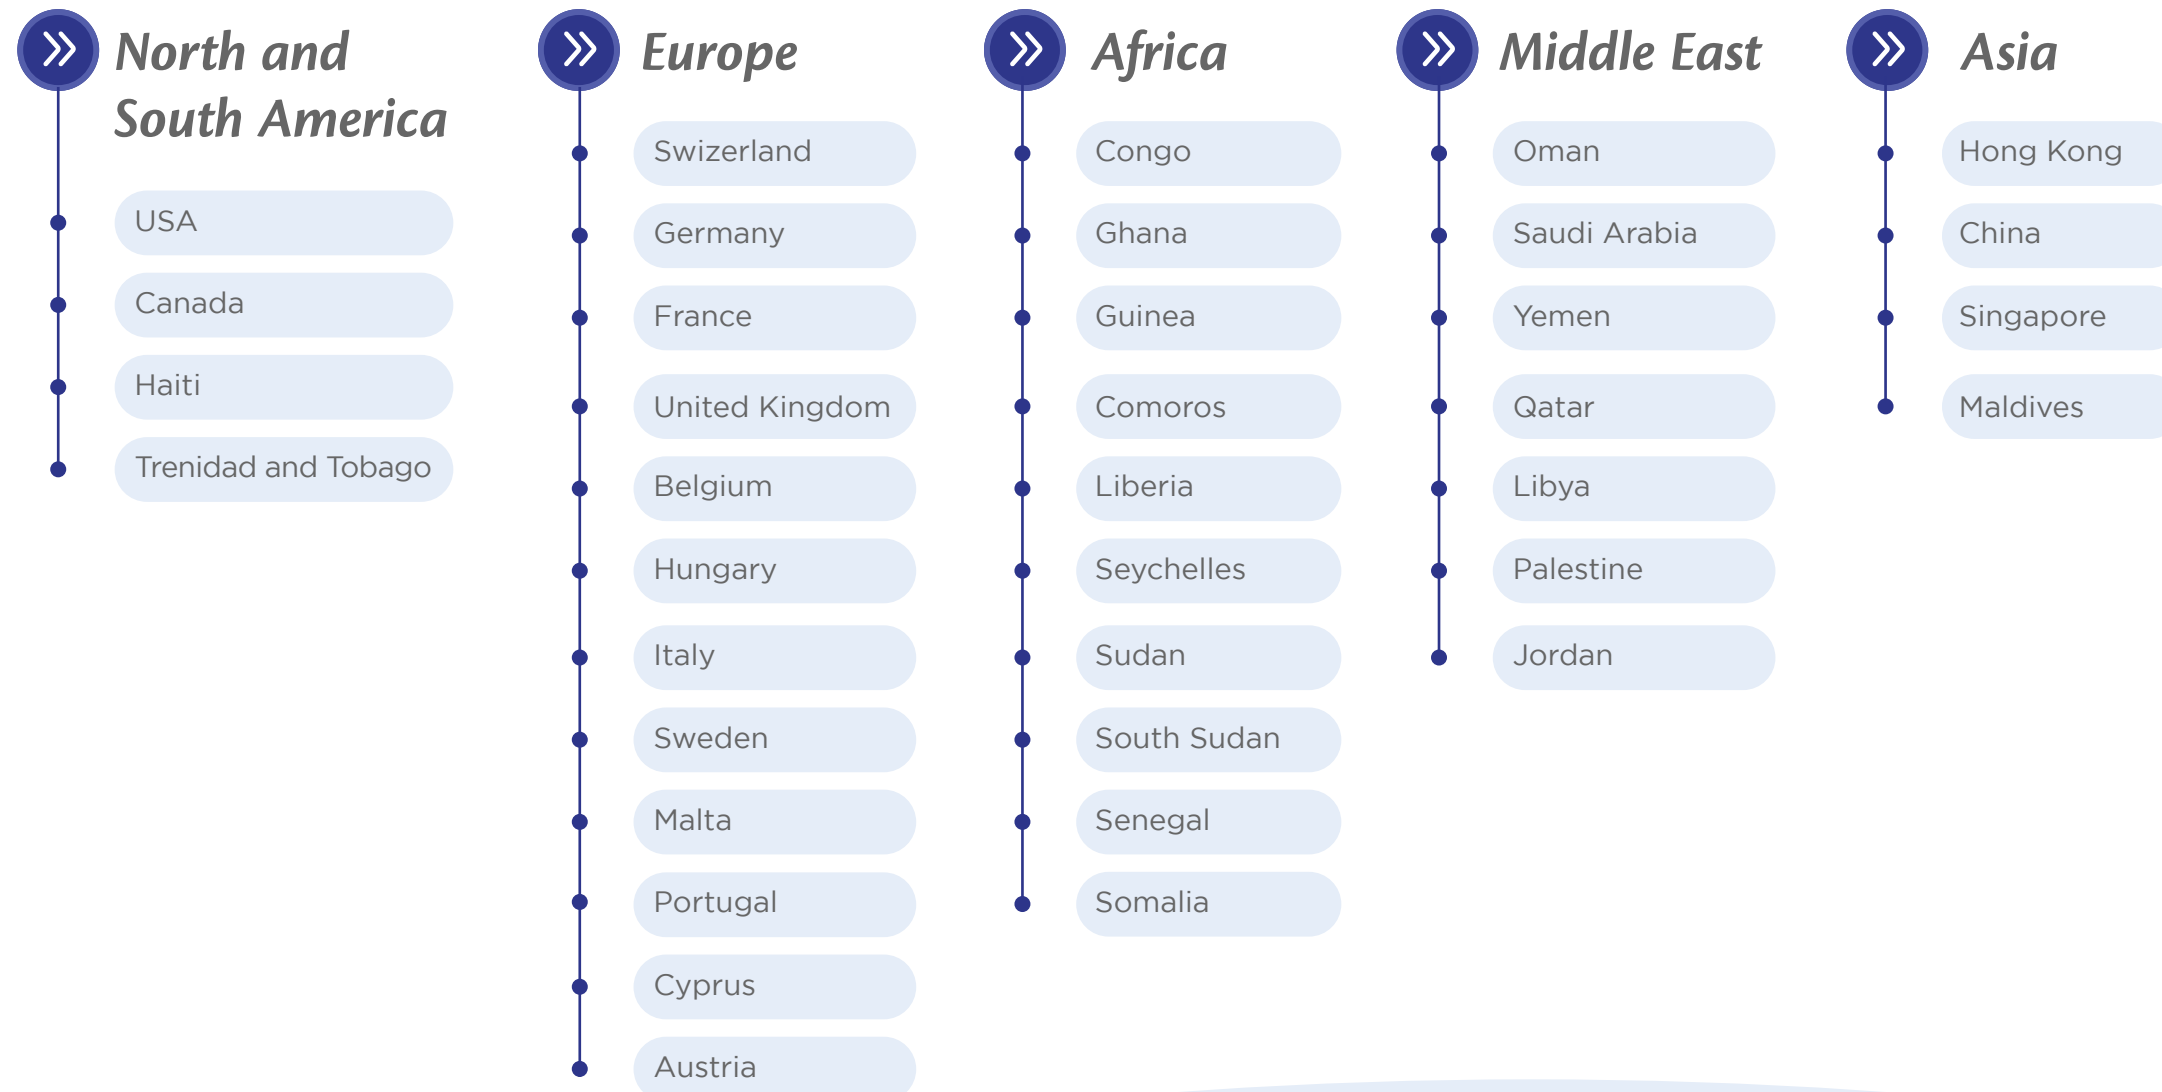 North and
South America
USA
Canada
Haiti
Trenidad and Tobago
Europe
Swizerland
Germany
France
United Kingdom
Belgium
Hungary
Italy
Sweden
Malta
Portugal
Cyprus
Austria
Africa
Congo
Ghana
Guinea
Comoros
Liberia
Seychelles
Sudan
South Sudan
Senegal
Somalia
Middle East
Oman
Saudi Arabia
Yemen
Qatar
Libya
Palestine
Jordan
Asia
Hong Kong
China
Singapore
Maldives